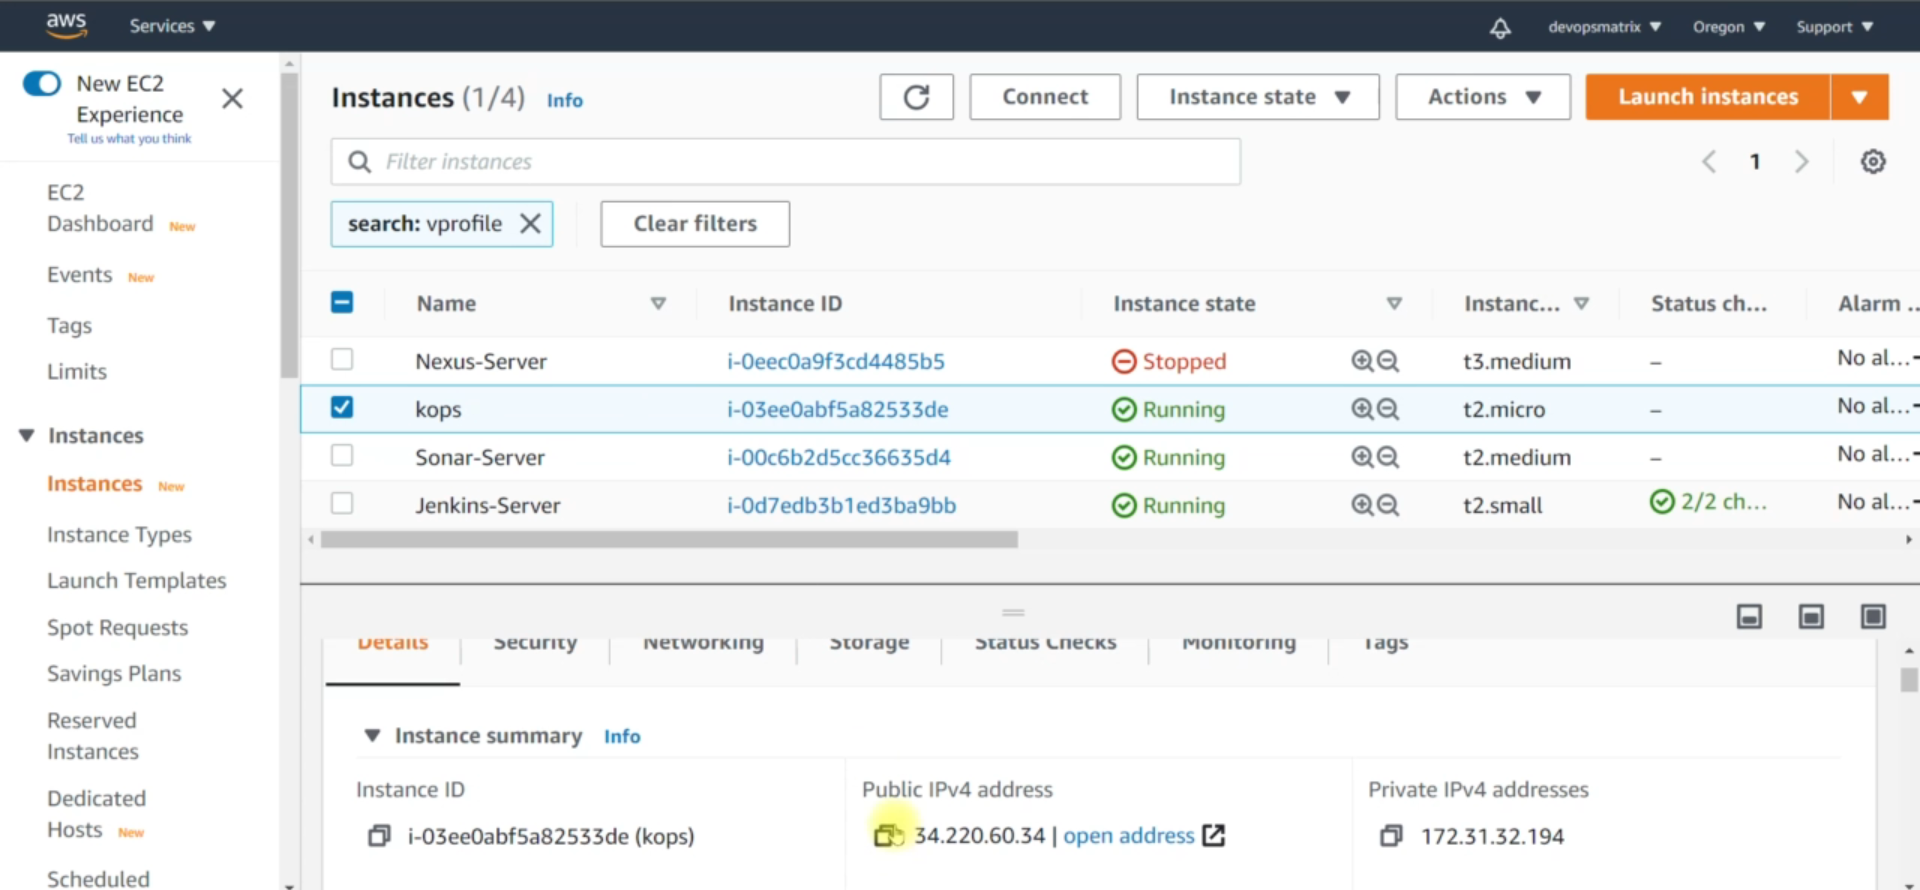 aws Services ▼ devopsmatrix ▼ Oregon ▼ Support ▼
New EC2
Experience
Tell us what you think
EC2
Dashboard New
Events New
Tags
Limits
▼ Instances
Instances New
Instance Types
Launch Templates
Spot Requests
Savings Plans
Reserved
Instances
Dedicated
Hosts New
Scheduled
Instances (1/4) Info
Connect
Instance state ▼
Actions ▼
Launch instances ▼
Filter instances
1
search: vprofile
Clear filters
Name Instance ID Instance state Instanc... Status ch... Alarm ..
Nexus-Server i-0eec0a9f3cd4485b5 Stopped t3.medium – No al...
kops i-03ee0abf5a82533de Running t2.micro – No al...
Sonar-Server i-00c6b2d5cc36635d4 Running t2.medium – No al...
Jenkins-Server i-0d7edb3b1ed3ba9bb Running t2.small 2/2 ch... No al...
Details Security Networking Storage Status Checks Monitoring Tags
▼ Instance summary Info
Instance ID
i-03ee0abf5a82533de (kops)
Public IPv4 address
34.220.60.34 | open address
Private IPv4 addresses
172.31.32.194